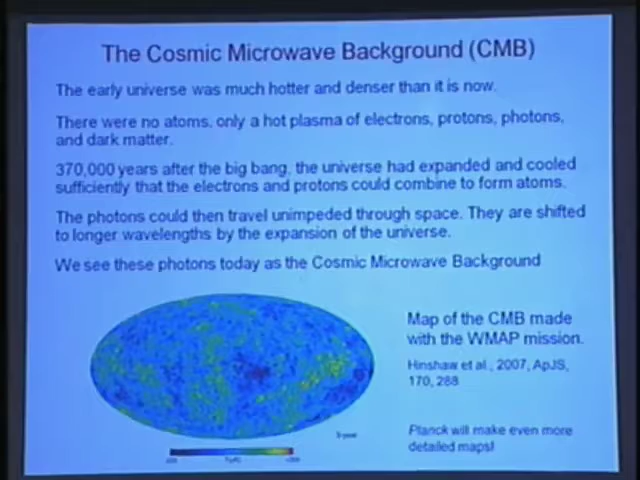 The Cosmic Microwave Background (CMB)
The early universe was much hotter and denser than it is now.
There were no atoms, only a hot plasma of electrons, protons, photons,
and dark matter.
370,000 years after the big bang, the universe had expanded and cooled
sufficiently that the electrons and protons could combine to form atoms.
The photons could then travel unimpeded through space. They are shifted
to longer wavelengths by the expansion of the universe.
We see these photons today as the Cosmic Microwave Background
Map of the CMB made
with the WMAP mission.
Hinshaw et al., 2007, ApJS,
170, 288
Planck will make even more
detailed maps!